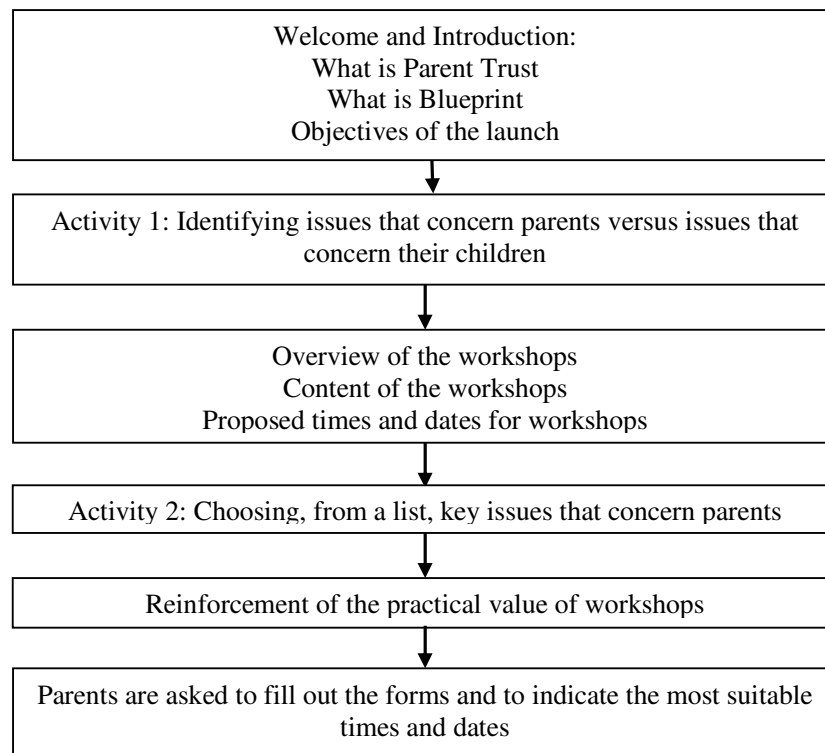 Welcome and Introduction:
What is Parent Trust
What is Blueprint
Objectives of the launch
Activity 1: Identifying issues that concern parents versus issues that
concern their children
Overview of the workshops
Content of the workshops
Proposed times and dates for workshops
Activity 2: Choosing, from a list, key issues that concern parents
Reinforcement of the practical value of workshops
Parents are asked to fill out the forms and to indicate the most suitable
times and dates